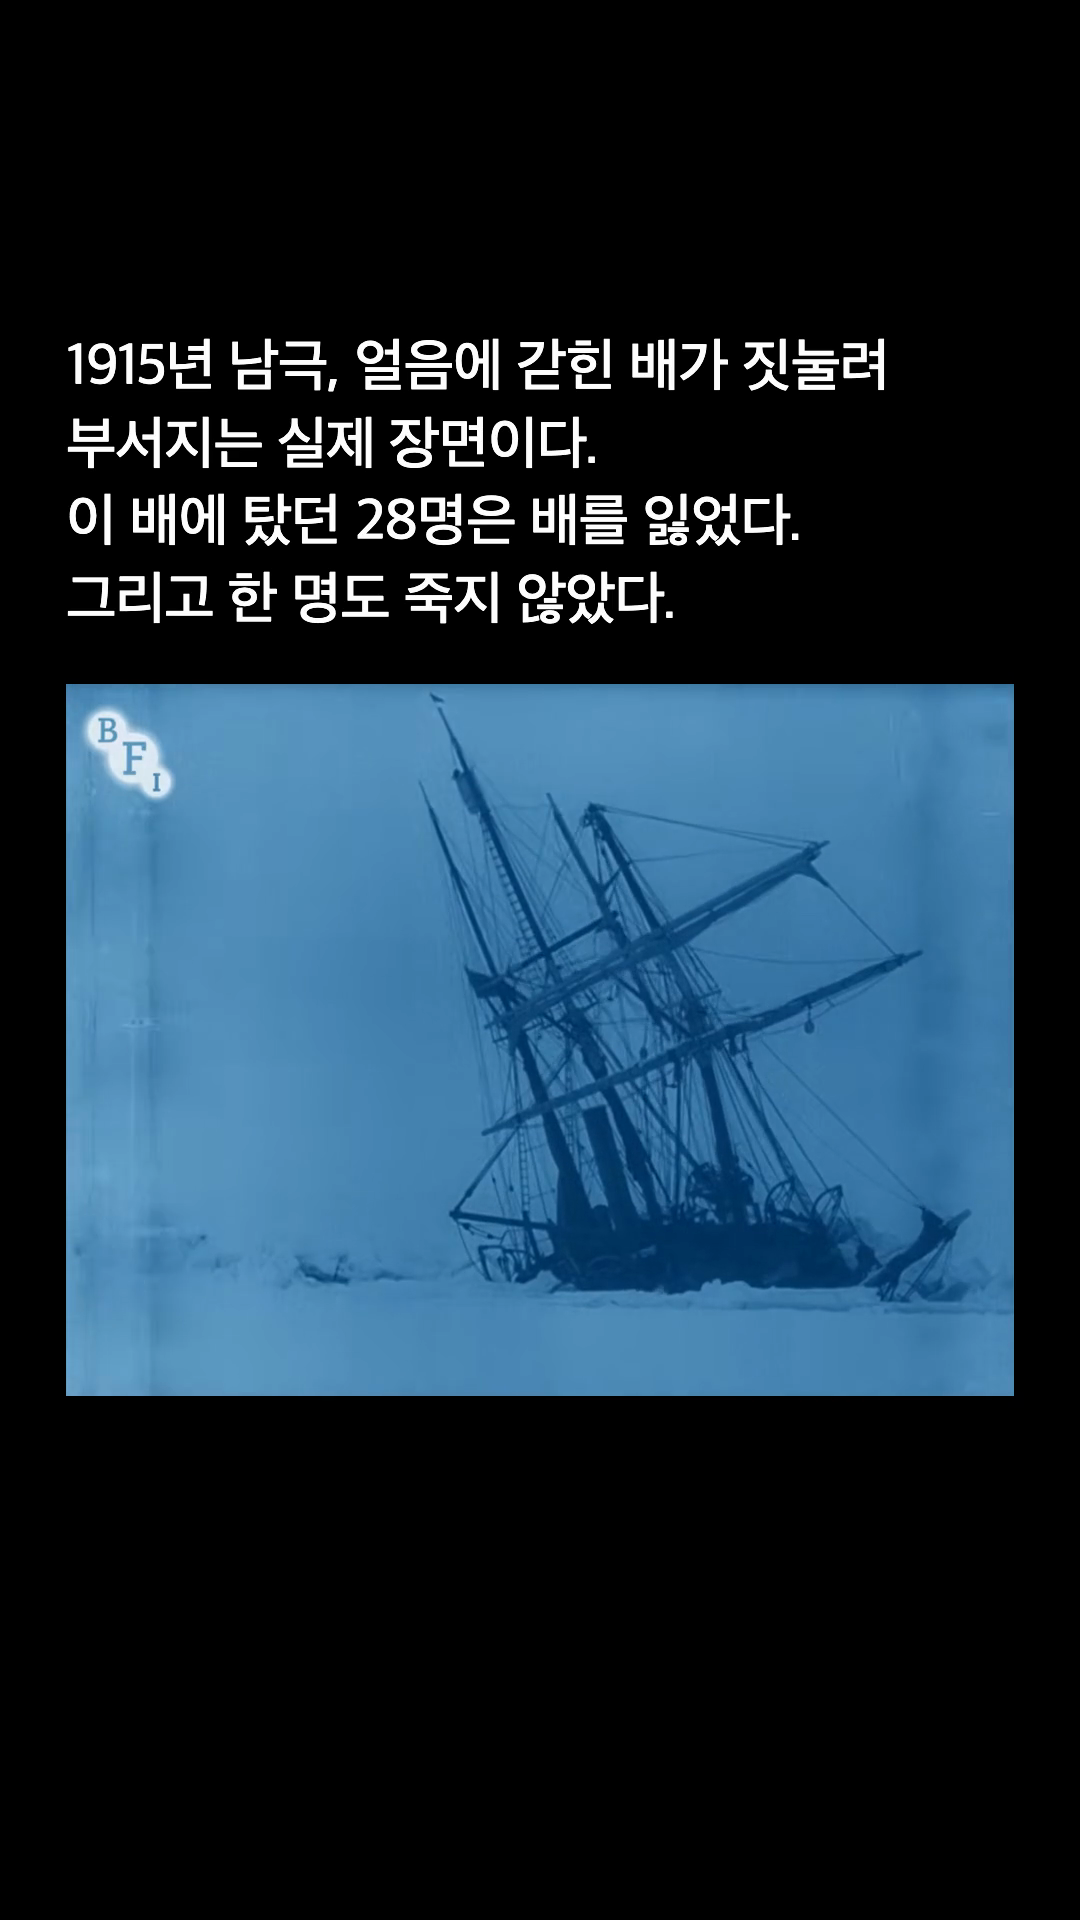 1915년 남극, 얼음에 갇힌 배가 짓눌려
부서지는 실제 장면이다.
이 배에 탔던 28명은 배를 잃었다.
그리고 한 명도 죽지 않았다.
BFI